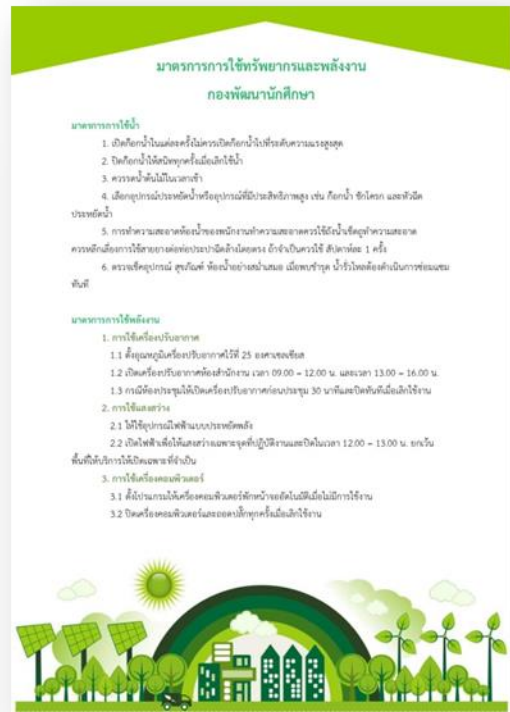 มาตรการการใช้ทรัพยากรและพลังงาน
กองพัฒนานักศึกษา
มาตรการการใช้น้ำ
1. เปิดก๊อกน้ำในแต่ละครั้งไม่ควรเปิดก๊อกน้ำไปที่ระดับความแรงสูงสุด
2. ปิดก๊อกน้ำให้สนิททุกครั้งเมื่อเลิกใช้น้ำ
3. ควรรดน้ำต้นไม้ในเวลาเช้า
4. เลือกอุปกรณ์ประหยัดน้ำหรืออุปกรณ์ที่มีประสิทธิภาพสูง เช่น ก๊อกน้ำ ชักโครก และหัวฉีด
ประหยัดน้ำ
5. การทำความสะอาดห้องน้ำของพนักงานทำความสะอาดควรใช้ถังน้ำเช็ดถูทำความสะอาด
ควรหลีกเลี่ยงการใช้สายยางต่อท่อประปาฉีดล้างโดยตรง ถ้าจำเป็นควรใช้ สัปดาห์ละ 1 ครั้ง
6. ตรวจเช็คอุปกรณ์ สุขภัณฑ์ ห้องน้ำอย่างสม่ำเสมอ เมื่อพบชำรุด น้ำรั่วไหลต้องดำเนินการซ่อมแซม
ทันที
มาตรการการใช้พลังงาน
1. การใช้เครื่องปรับอากาศ
1.1 ตั้งอุณหภูมิเครื่องปรับอากาศไว้ที่ 25 องศาเซลเซียส
1.2 เปิดเครื่องปรับอากาศห้องสำนักงาน เวลา 09.00 – 12.00 น. และเวลา 13.00 – 16.00 น.
1.3 กรณีห้องประชุมให้เปิดเครื่องปรับอากาศก่อนประชุม 30 นาทีและปิดทันทีเมื่อเลิกใช้งาน
2. การใช้แสงสว่าง
2.1 ให้ใช้อุปกรณ์ไฟฟ้าแบบประหยัดพลัง
2.2 เปิดไฟฟ้าเพื่อให้แสงสว่างเฉพาะจุดที่ปฏิบัติงานและปิดในเวลา 12.00 – 13.00 น. ยกเว้น
พื้นที่ให้บริการให้เปิดเฉพาะที่จำเป็น
3. การใช้เครื่องคอมพิวเตอร์
3.1 ตั้งโปรแกรมให้เครื่องคอมพิวเตอร์พักหน้าจออัตโนมัติเมื่อไม่มีการใช้งาน
3.2 ปิดเครื่องคอมพิวเตอร์และถอดปลั๊กทุกครั้งเมื่อเลิกใช้งาน